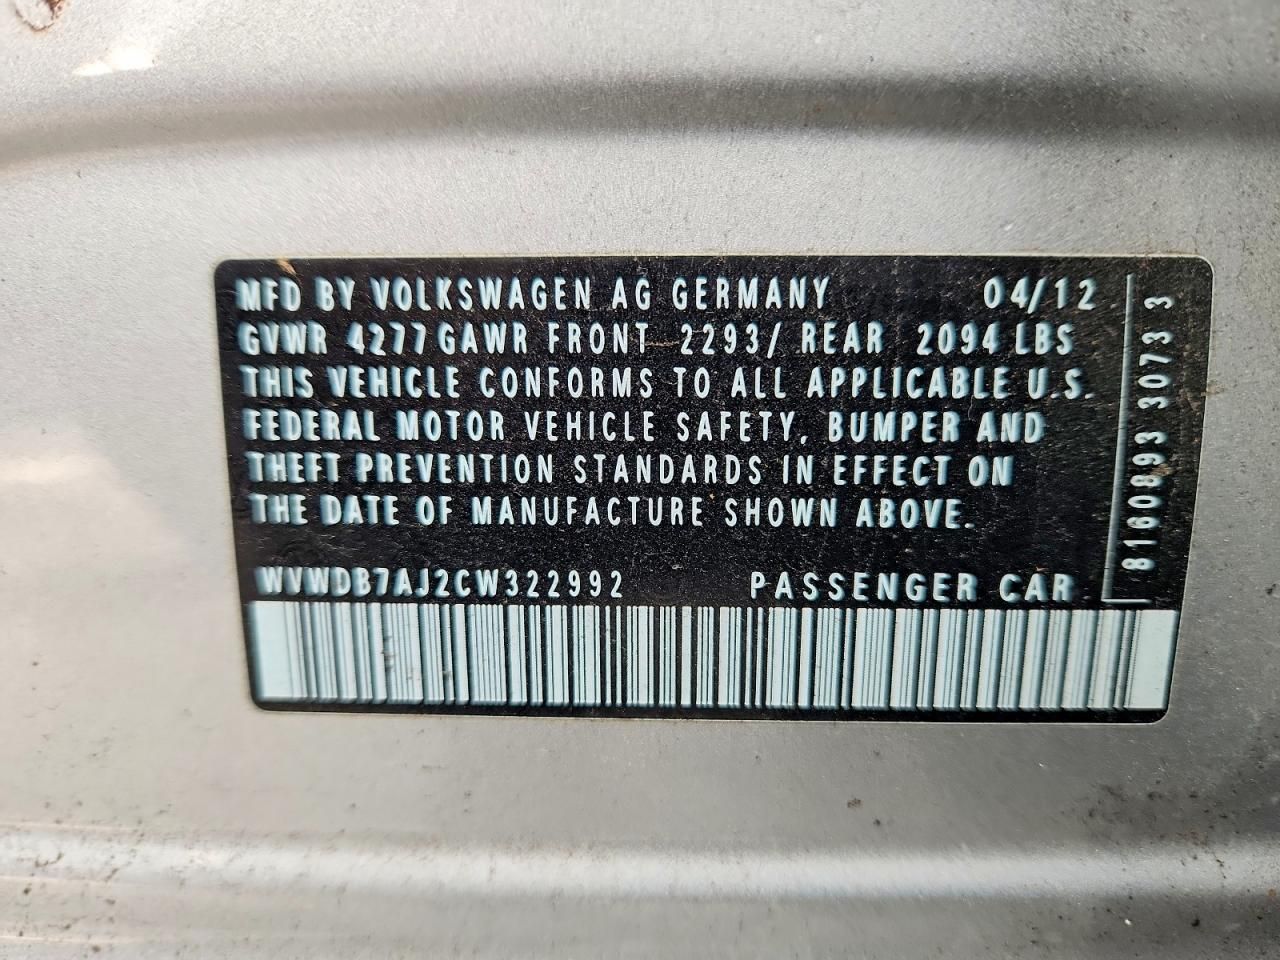 MFD BY VOLKSWAGEN AG GERMANY 04/12
GVWR 4277 GAWR FRONT 2293/ REAR 2094 LBS
THIS VEHICLE CONFORMS TO ALL APPLICABLE U.S.
FEDERAL MOTOR VEHICLE SAFETY, BUMPER AND
THEFT PREVENTION STANDARDS IN EFFECT ON
THE DATE OF MANUFACTURE SHOWN ABOVE.
WVWDB7AJ2CW322992 PASSENGER CAR
8160893 3073 3